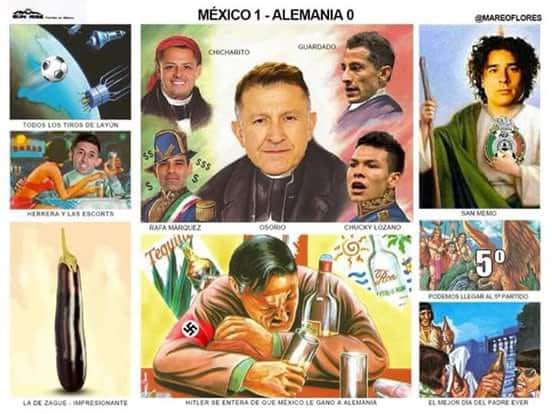 MÉXICO 1 - ALEMANIA 0
@MAREOFLORES
CHICHARITO
GUARDADO
TODOS LOS TIROS DE LAYÚN
HERRERA Y LAS ESCORTS
$$
$$$
$
$
RAFA MÁRQUEZ
OSORIO
CHUCKY LOZANO
SAN MEMO
Tequila
Ron
5º
PODEMOS LLEGAR AL 5º PARTIDO
LA DE ZAGUE - IMPRESIONANTE
HITLER SE ENTERA DE QUE MÉXICO LE GANÓ A ALEMANIA
EL MEJOR DÍA DEL PADRE EVER